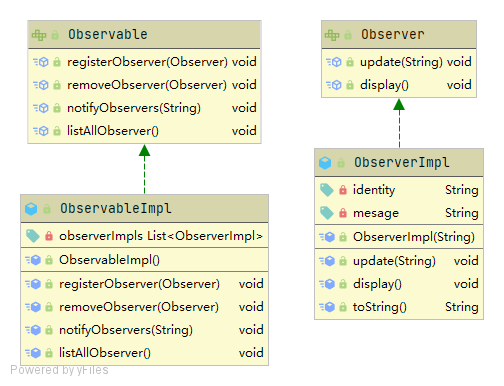 Observable
registerObserver(Observer) void
removeObserver(Observer) void
notifyObservers(String) void
listAllObserver() void
Observer
update(String) void
display() void
ObservableImpl
observerImpls List<ObserverImpl>
ObservableImpl()
registerObserver(Observer) void
removeObserver(Observer) void
notifyObservers(String) void
listAllObserver() void
ObserverImpl
identity String
mesage String
ObserverImpl(String)
update(String) void
display() void
toString() String
Powered by yFiles